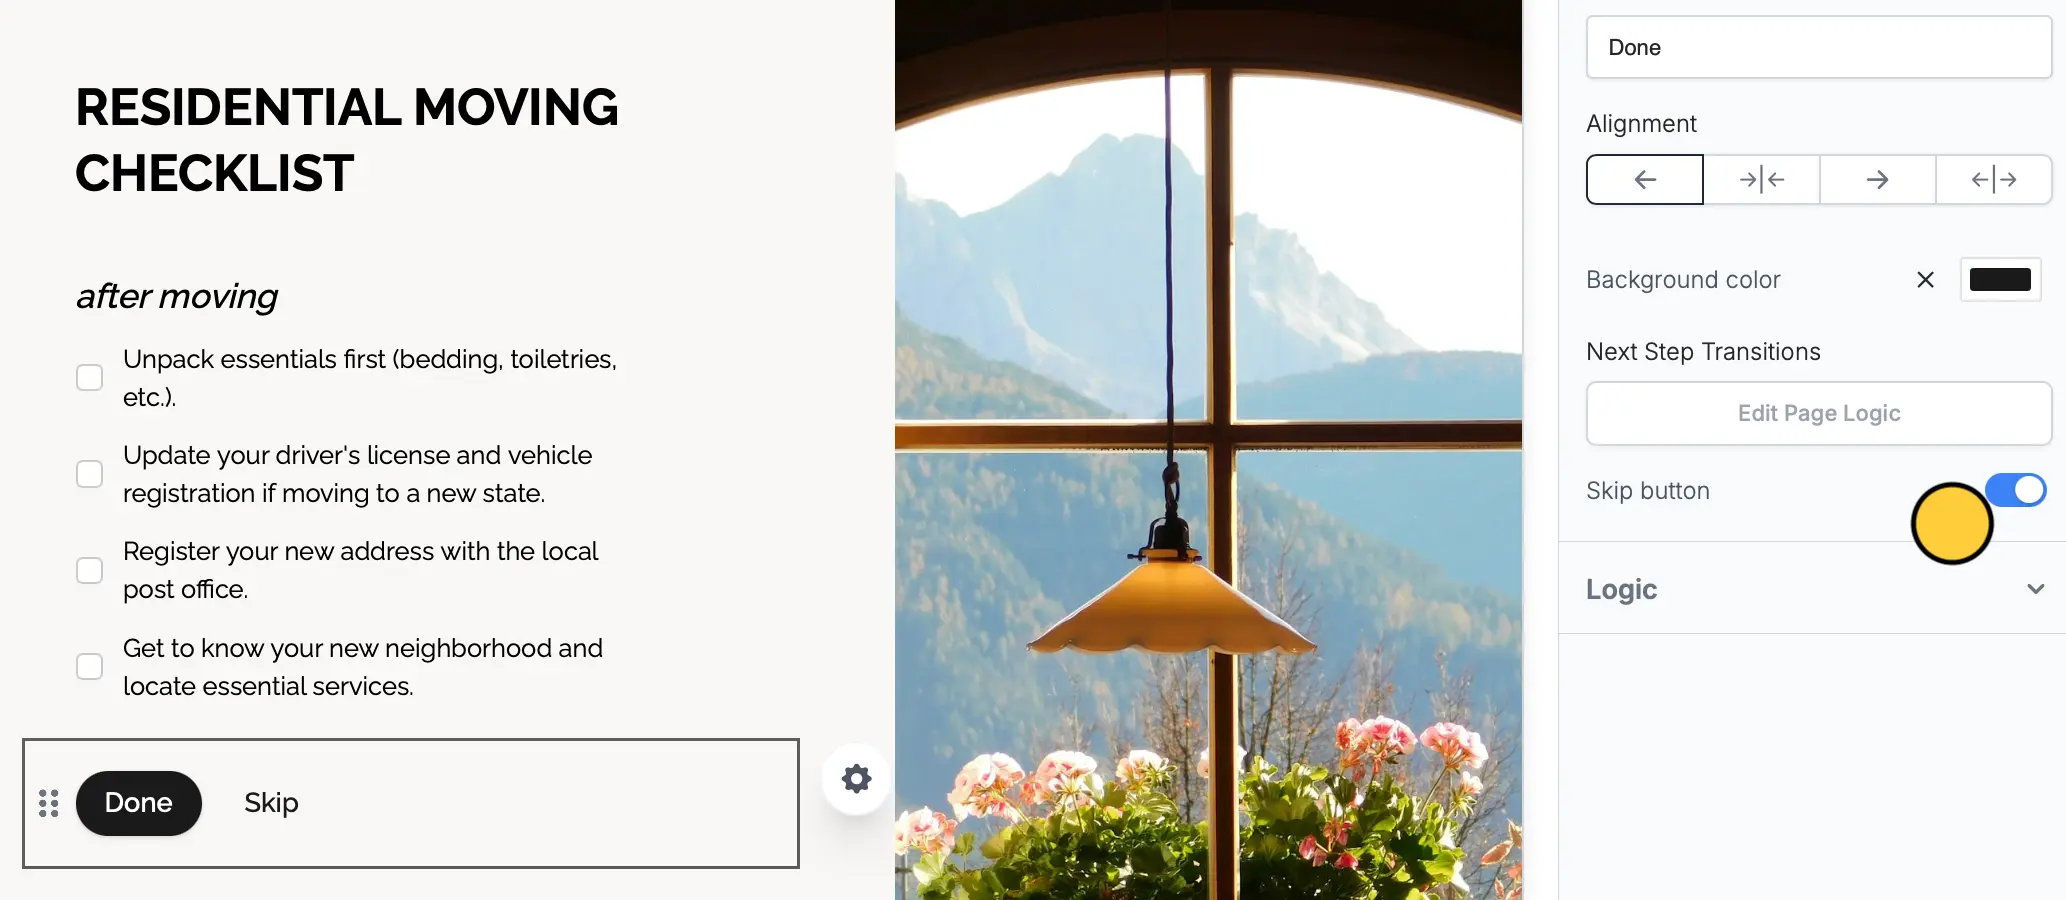 RESIDENTIAL MOVING
CHECKLIST
after moving
Unpack essentials first (bedding, toiletries,
etc.).
Update your driver's license and vehicle
registration if moving to a new state.
Register your new address with the local
post office.
Get to know your new neighborhood and
locate essential services.
Done
Skip
Done
Alignment
Background color
Next Step Transitions
Edit Page Logic
Skip button
Logic